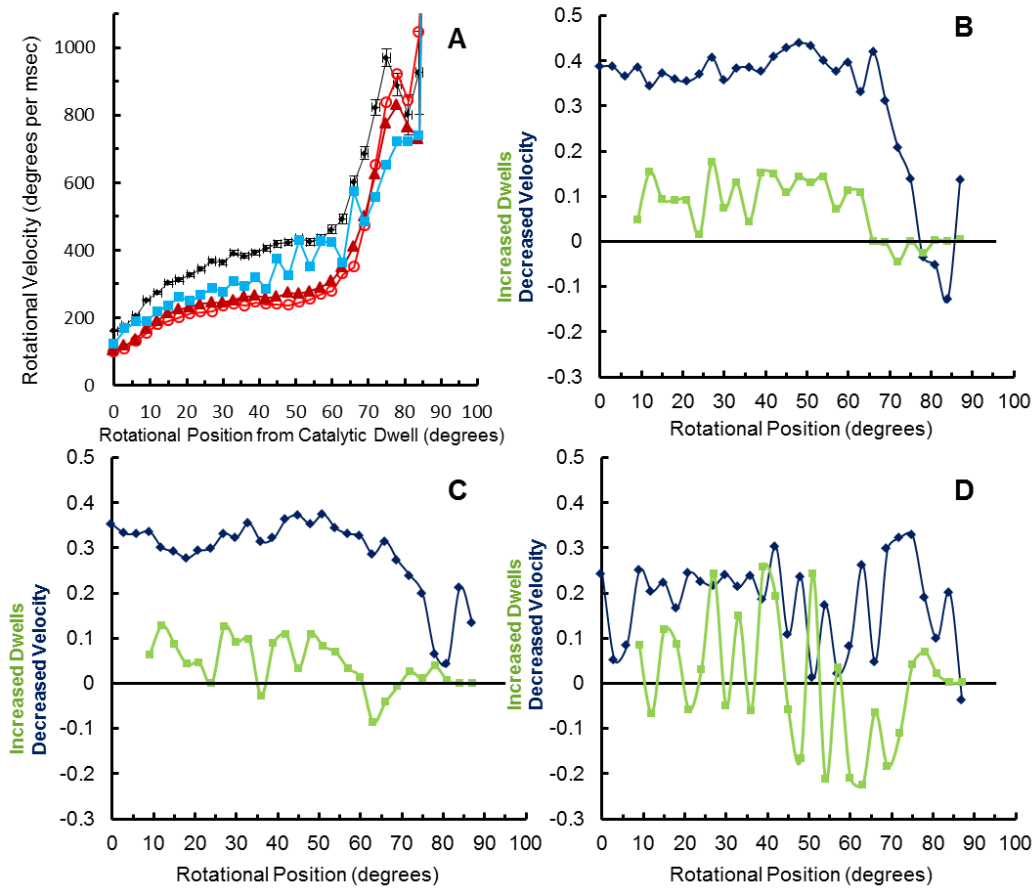 A
Rotational Velocity (degrees per msec)
1000
800
600
400
200
0
0 10 20 30 40 50 60 70 80 90 100
Rotational Position from Catalytic Dwell (degrees)
B
Increased Dwells
Decreased Velocity
0.5
0.4
0.3
0.2
0.1
0
-0.1
-0.2
-0.3
0 10 20 30 40 50 60 70 80 90 100
Rotational Position (degrees)
C
Increased Dwells
Decreased Velocity
0.5
0.4
0.3
0.2
0.1
0
-0.1
-0.2
-0.3
0 10 20 30 40 50 60 70 80 90 100
Rotational Position (degrees)
D
Increased Dwells
Decreased Velocity
0.5
0.4
0.3
0.2
0.1
0
-0.1
-0.2
-0.3
0 10 20 30 40 50 60 70 80 90 100
Rotational Position (degrees)